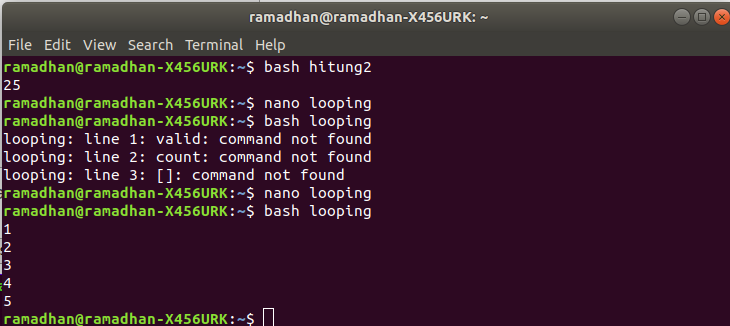 ramadhan@ramadhan-X456URK: ~
File Edit View Search Terminal Help
ramadhan@ramadhan-X456URK:~$ bash hitung2
25
ramadhan@ramadhan-X456URK:~$ nano looping
ramadhan@ramadhan-X456URK:~$ bash looping
looping: line 1: valid: command not found
looping: line 2: count: command not found
looping: line 3: []: command not found
ramadhan@ramadhan-X456URK:~$ nano looping
ramadhan@ramadhan-X456URK:~$ bash looping
1
2
3
4
5
ramadhan@ramadhan-X456URK:~$